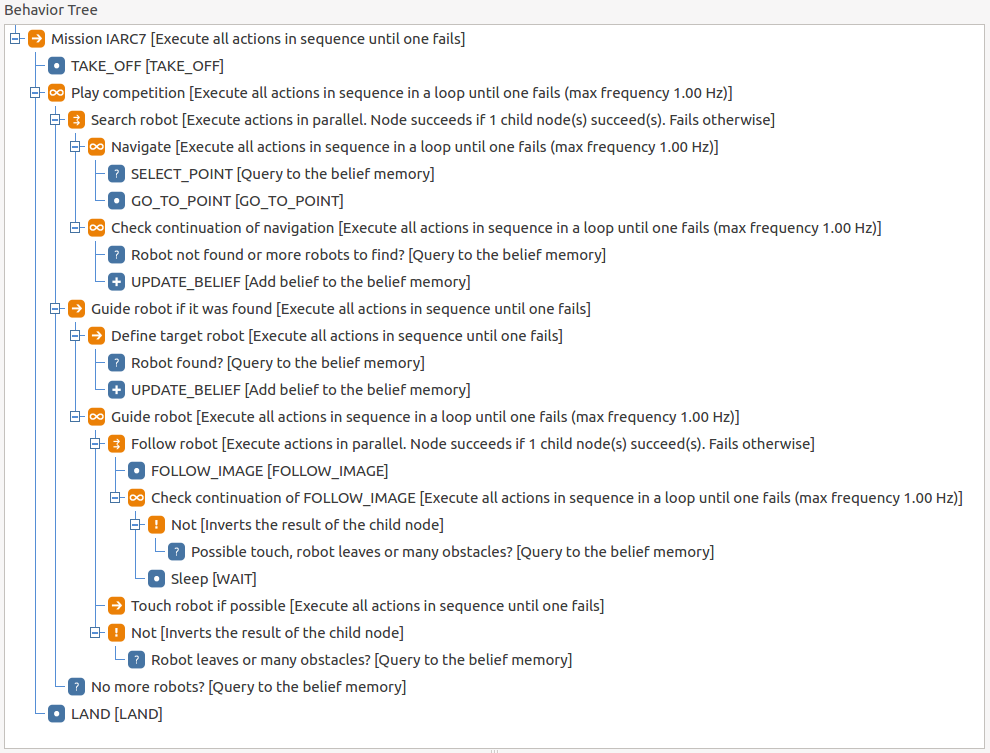 Behavior Tree
Mission IARC7 [Execute all actions in sequence until one fails]
TAKE_OFF [TAKE_OFF]
Play competition [Execute all actions in sequence in a loop until one fails (max frequency 1.00 Hz)]
Search robot [Execute actions in parallel. Node succeeds if 1 child node(s) succeed(s). Fails otherwise]
Navigate [Execute all actions in sequence in a loop until one fails (max frequency 1.00 Hz)]
SELECT_POINT [Query to the belief memory]
GO_TO_POINT [GO_TO_POINT]
Check continuation of navigation [Execute all actions in sequence in a loop until one fails (max frequency 1.00 Hz)]
Robot not found or more robots to find? [Query to the belief memory]
UPDATE_BELIEF [Add belief to the belief memory]
Guide robot if it was found [Execute all actions in sequence until one fails]
Define target robot [Execute all actions in sequence until one fails]
Robot found? [Query to the belief memory]
UPDATE_BELIEF [Add belief to the belief memory]
Guide robot [Execute all actions in sequence in a loop until one fails (max frequency 1.00 Hz)]
Follow robot [Execute actions in parallel. Node succeeds if 1 child node(s) succeed(s). Fails otherwise]
FOLLOW_IMAGE [FOLLOW_IMAGE]
Check continuation of FOLLOW_IMAGE [Execute all actions in sequence in a loop until one fails (max frequency 1.00 Hz)]
Not [Inverts the result of the child node]
Possible touch, robot leaves or many obstacles? [Query to the belief memory]
Sleep [WAIT]
Touch robot if possible [Execute all actions in sequence until one fails]
Not [Inverts the result of the child node]
Robot leaves or many obstacles? [Query to the belief memory]
No more robots? [Query to the belief memory]
LAND [LAND]